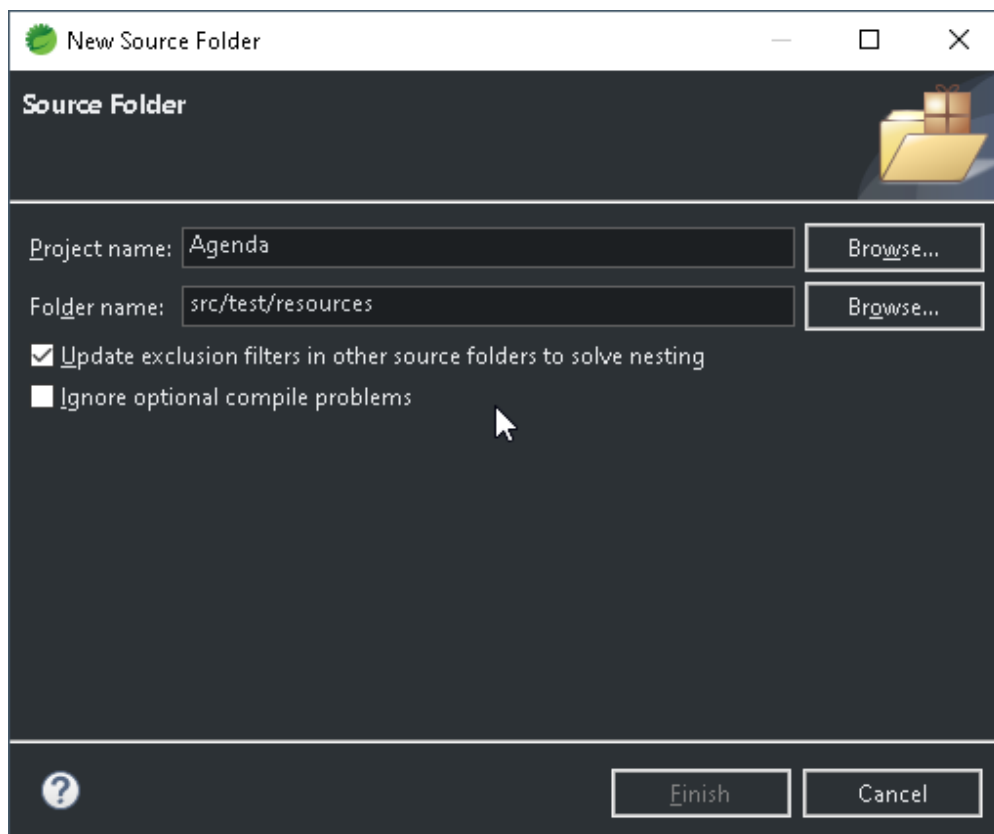 New Source Folder
Source Folder
Project name: Agenda Browse...
Folder name: src/test/resources Browse...
Update exclusion filters in other source folders to solve nesting
Ignore optional compile problems
? Finish Cancel